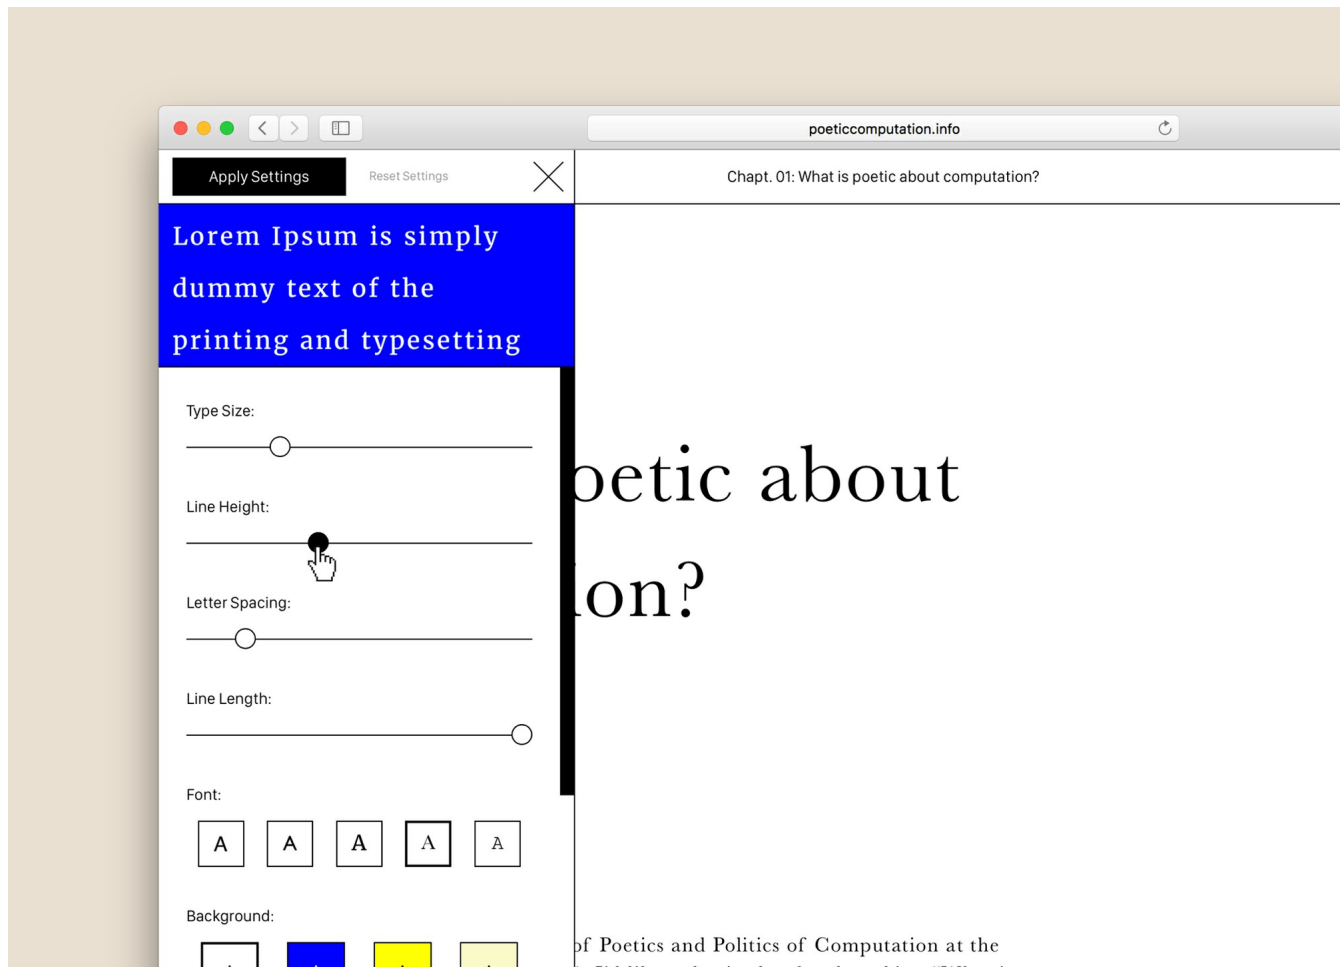 poeticcomputation.info
Apply Settings
Reset Settings
Chapt. 01: What is poetic about computation?
Lorem Ipsum is simply
dummy text of the
printing and typesetting
Type Size:
Line Height:
Letter Spacing:
Line Length:
Font:
A A A A A
Background:
oetic about
ion?
of Poetics and Politics of Computation at the